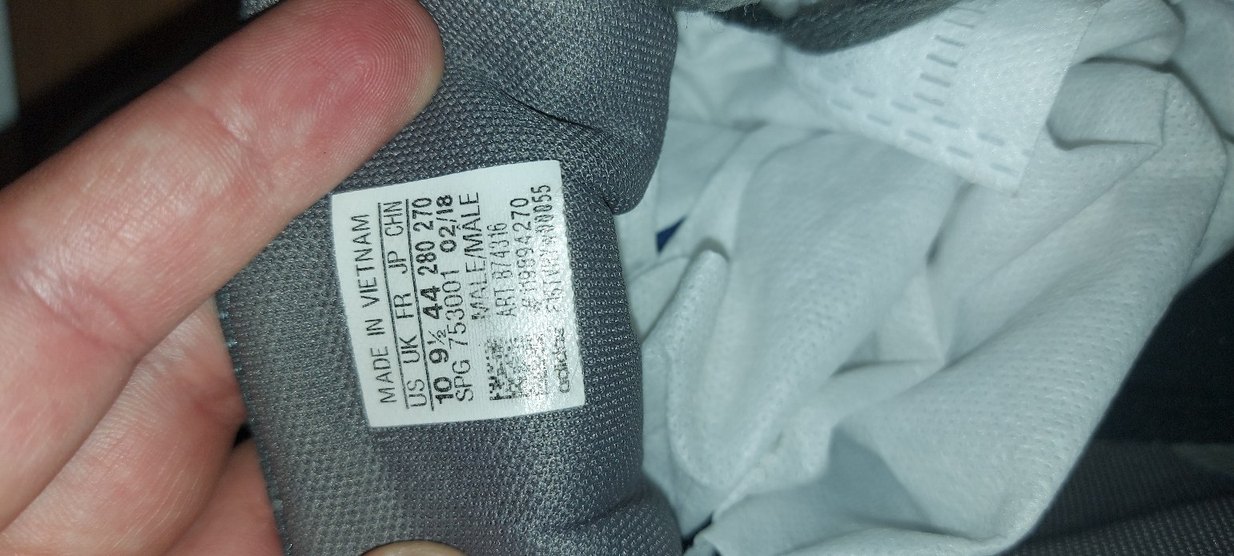 MADE IN VIETNAM
US UK FR JP CHN
10 9½ 44 280 270
SPG 753001 02/18
MALE/MALE
ART B74316
adidas